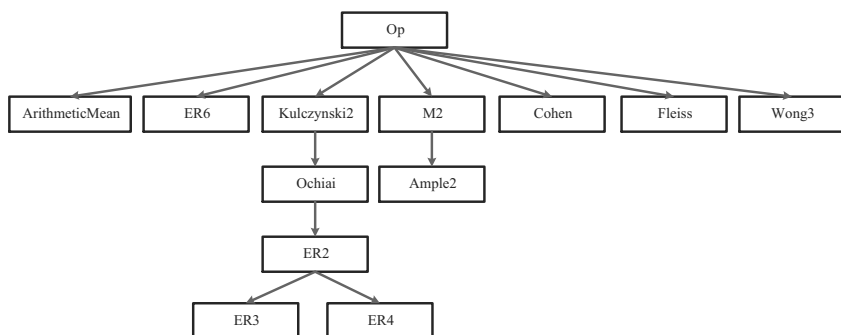 Op
ArithmeticMean ER6 Kulczynski2 M2 Cohen Fleiss Wong3
Ochiai Ample2
ER2
ER3 ER4